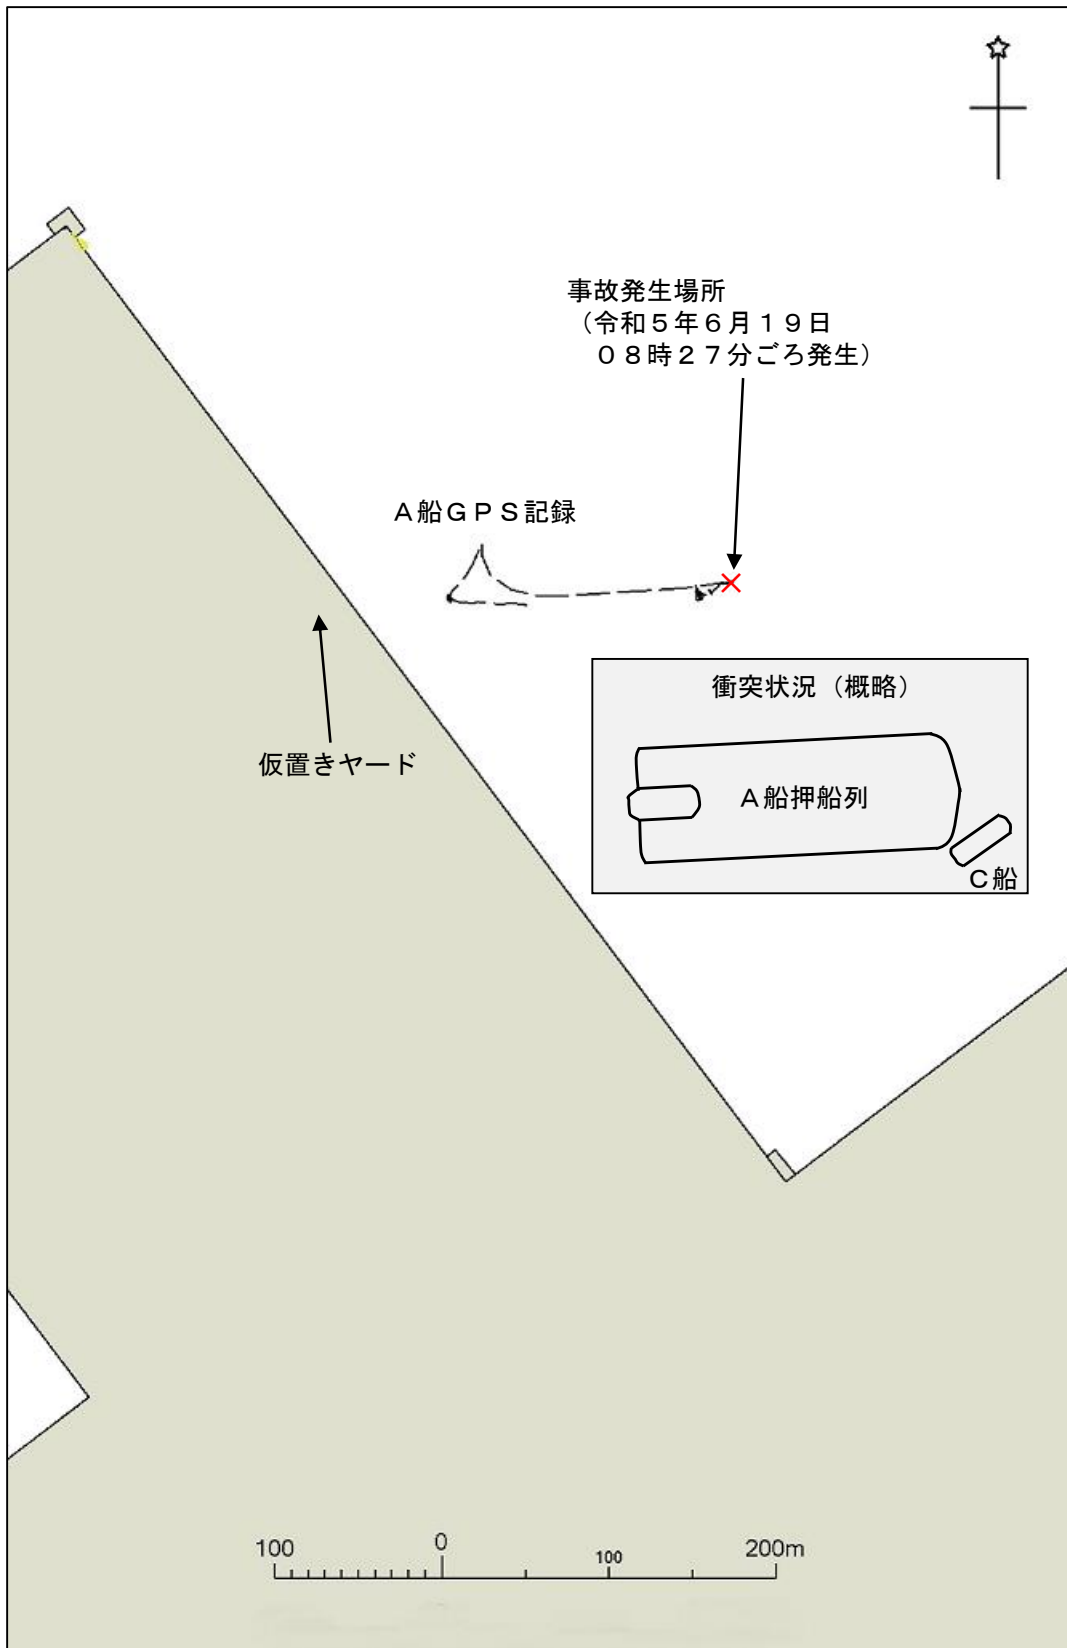 事故発生場所
（令和５年６月１９日
０８時２７分ごろ発生）
Ａ船ＧＰＳ記録
衝突状況（概略）
仮置きヤード
Ａ船押船列
Ｃ船
100 0 100 200m